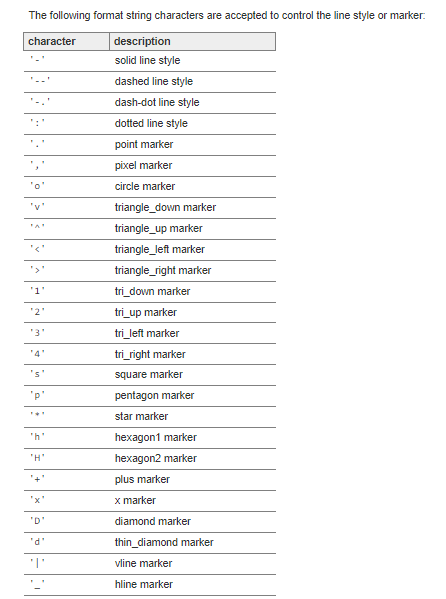 The following format string characters are accepted to control the line style or marker:
character description
'-' solid line style
'--' dashed line style
'-.' dash-dot line style
':' dotted line style
'.' point marker
',' pixel marker
'o' circle marker
'v' triangle_down marker
'^' triangle_up marker
'<' triangle_left marker
'>' triangle_right marker
'1' tri_down marker
'2' tri_up marker
'3' tri_left marker
'4' tri_right marker
's' square marker
'p' pentagon marker
'*' star marker
'h' hexagon1 marker
'H' hexagon2 marker
'+' plus marker
'x' x marker
'D' diamond marker
'd' thin_diamond marker
'|' vline marker
'_' hline marker